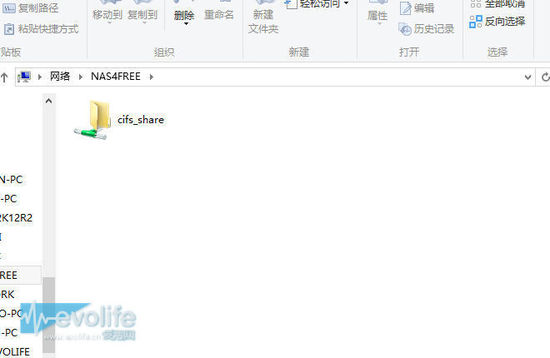 复制路径
粘贴快捷方式
贴板
移动到
复制到
删除
重命名
组织
新建
文件夹
轻松访问
新建
属性
编辑
历史记录
打开
全部取消
反向选择
选择
网络 NAS4FREE
cifs_share
N-PC
-PC
2K12R2
REE
RK
O-PC
-PC
VOLIFE
evolife
www.evolife.cn